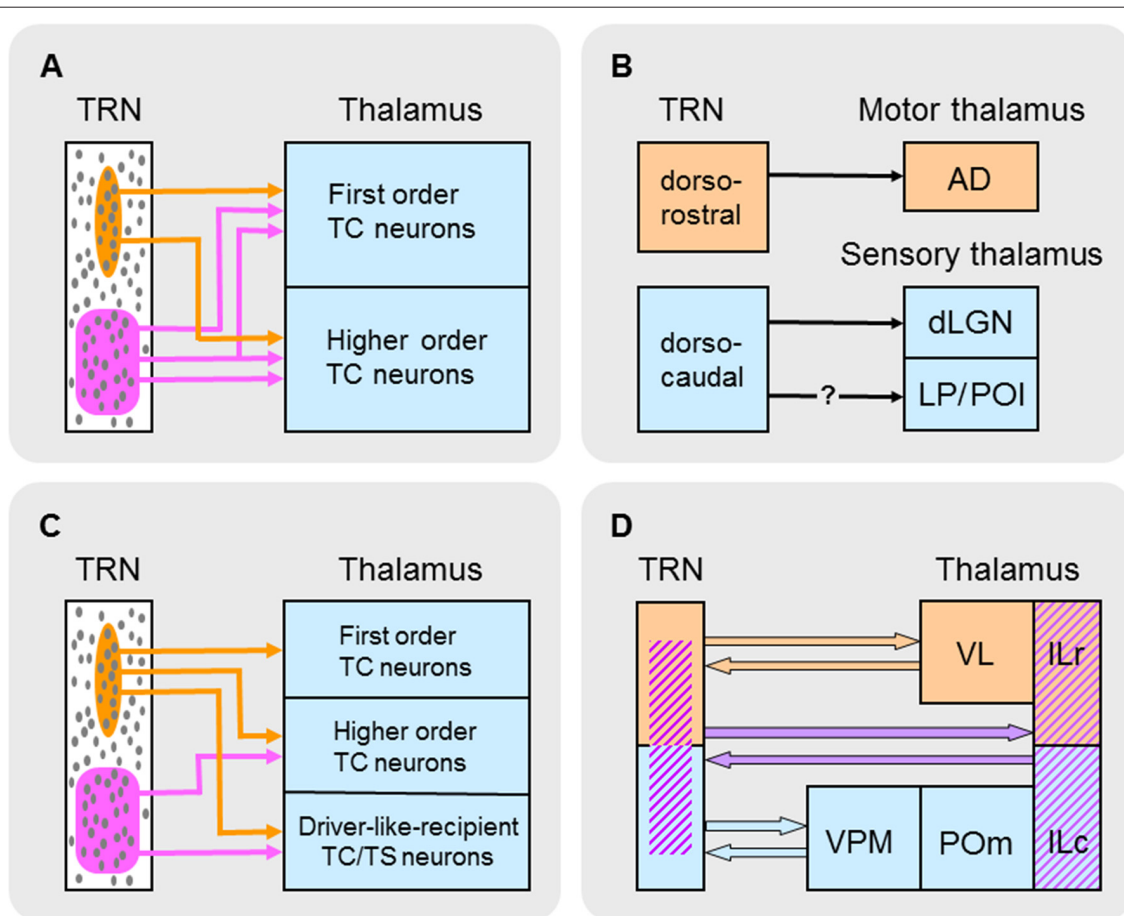 A
TRN
Thalamus
First order
TC neurons
Higher order
TC neurons
B
TRN
Motor thalamus
dorso-
rostral
AD
Sensory thalamus
dorso-
caudal
dLGN
?
LP/POl
C
TRN
Thalamus
First order
TC neurons
Higher order
TC neurons
Driver-like-recipient
TC/TS neurons
D
TRN
Thalamus
VL
ILr
VPM
POm
ILc